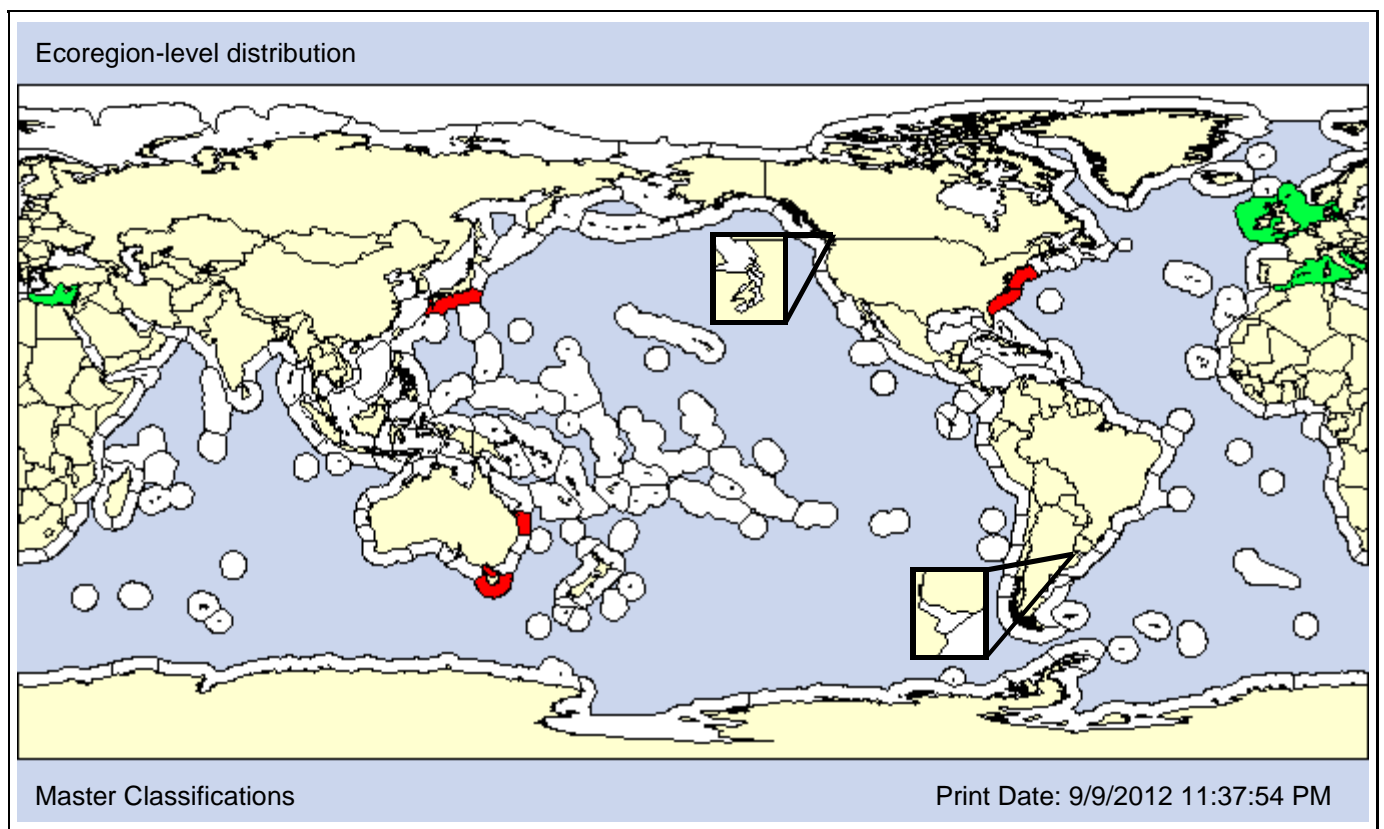 Ecoregion-level distribution
Master Classifications
Print Date: 9/9/2012 11:37:54 PM